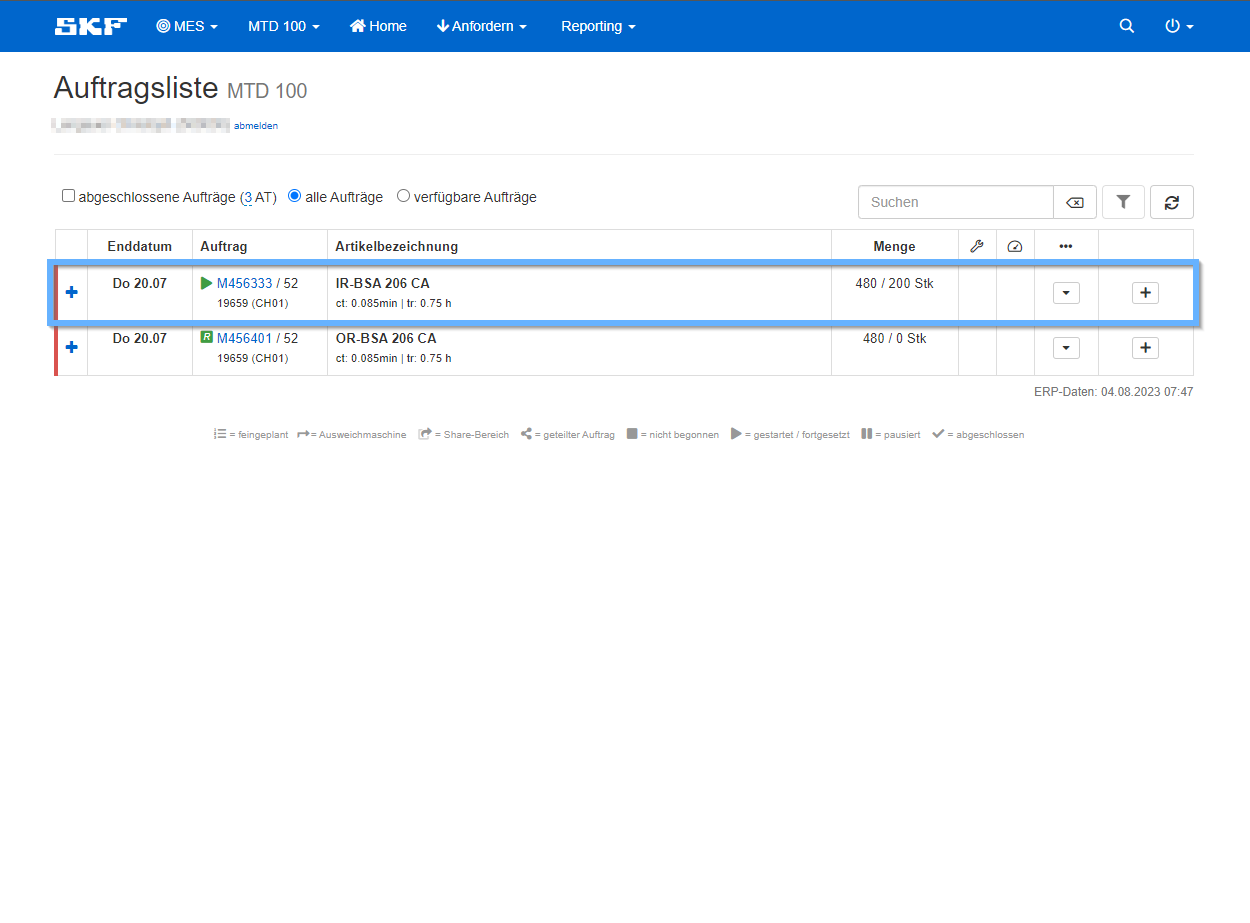 SKF MES MTD 100 Home Anfordern Reporting
Auftragsliste MTD 100
abmelden
abgeschlossene Aufträge (3 AT) alle Aufträge verfügbare Aufträge Suchen
Enddatum Auftrag Artikelbezeichnung Menge •••
Do 20.07 M456333 / 52 IR-BSA 206 CA 480 / 200 Stk
19659 (CH01) ct: 0.085min | tr: 0.75 h
Do 20.07 R M456401 / 52 OR-BSA 206 CA 480 / 0 Stk
19659 (CH01) ct: 0.085min | tr: 0.75 h
ERP-Daten: 04.08.2023 07:47
= feingeplant = Ausweichmaschine = Share-Bereich = geteilter Auftrag = nicht begonnen = gestartet / fortgesetzt = pausiert = abgeschlossen